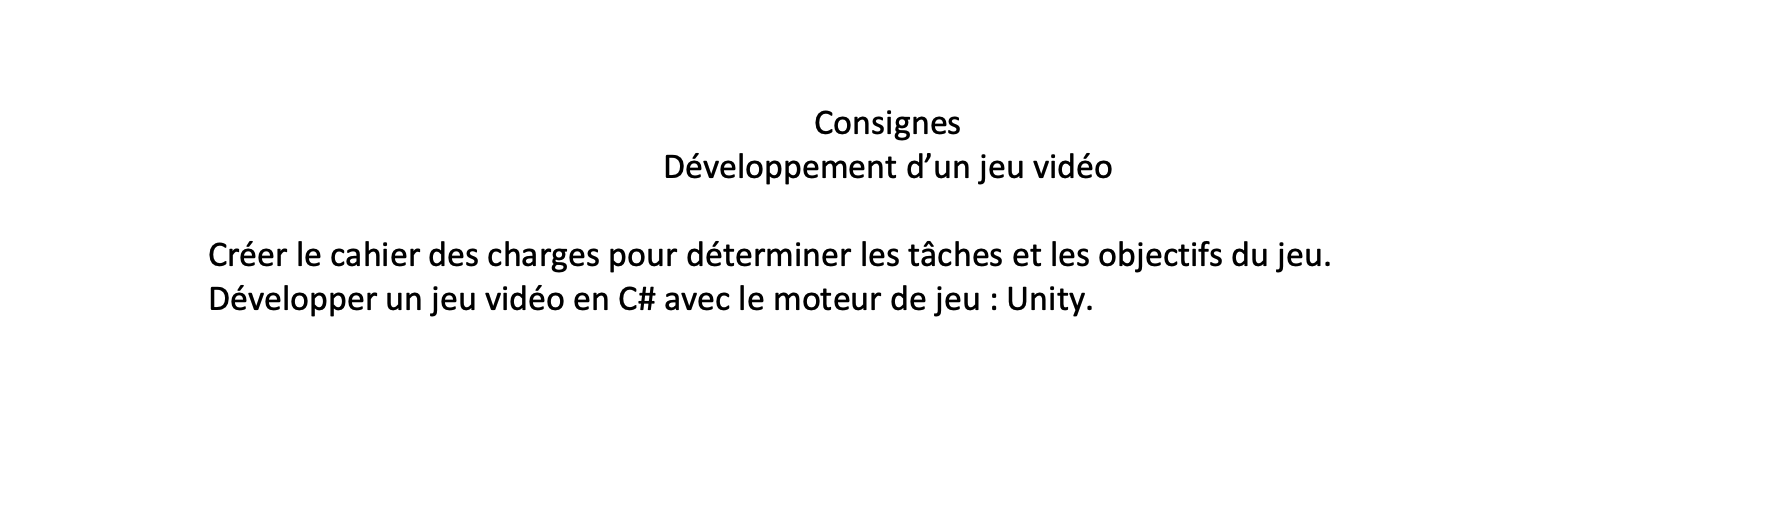 Consignes
Développement d’un jeu vidéo
Créer le cahier des charges pour déterminer les tâches et les objectifs du jeu.
Développer un jeu vidéo en C# avec le moteur de jeu : Unity.